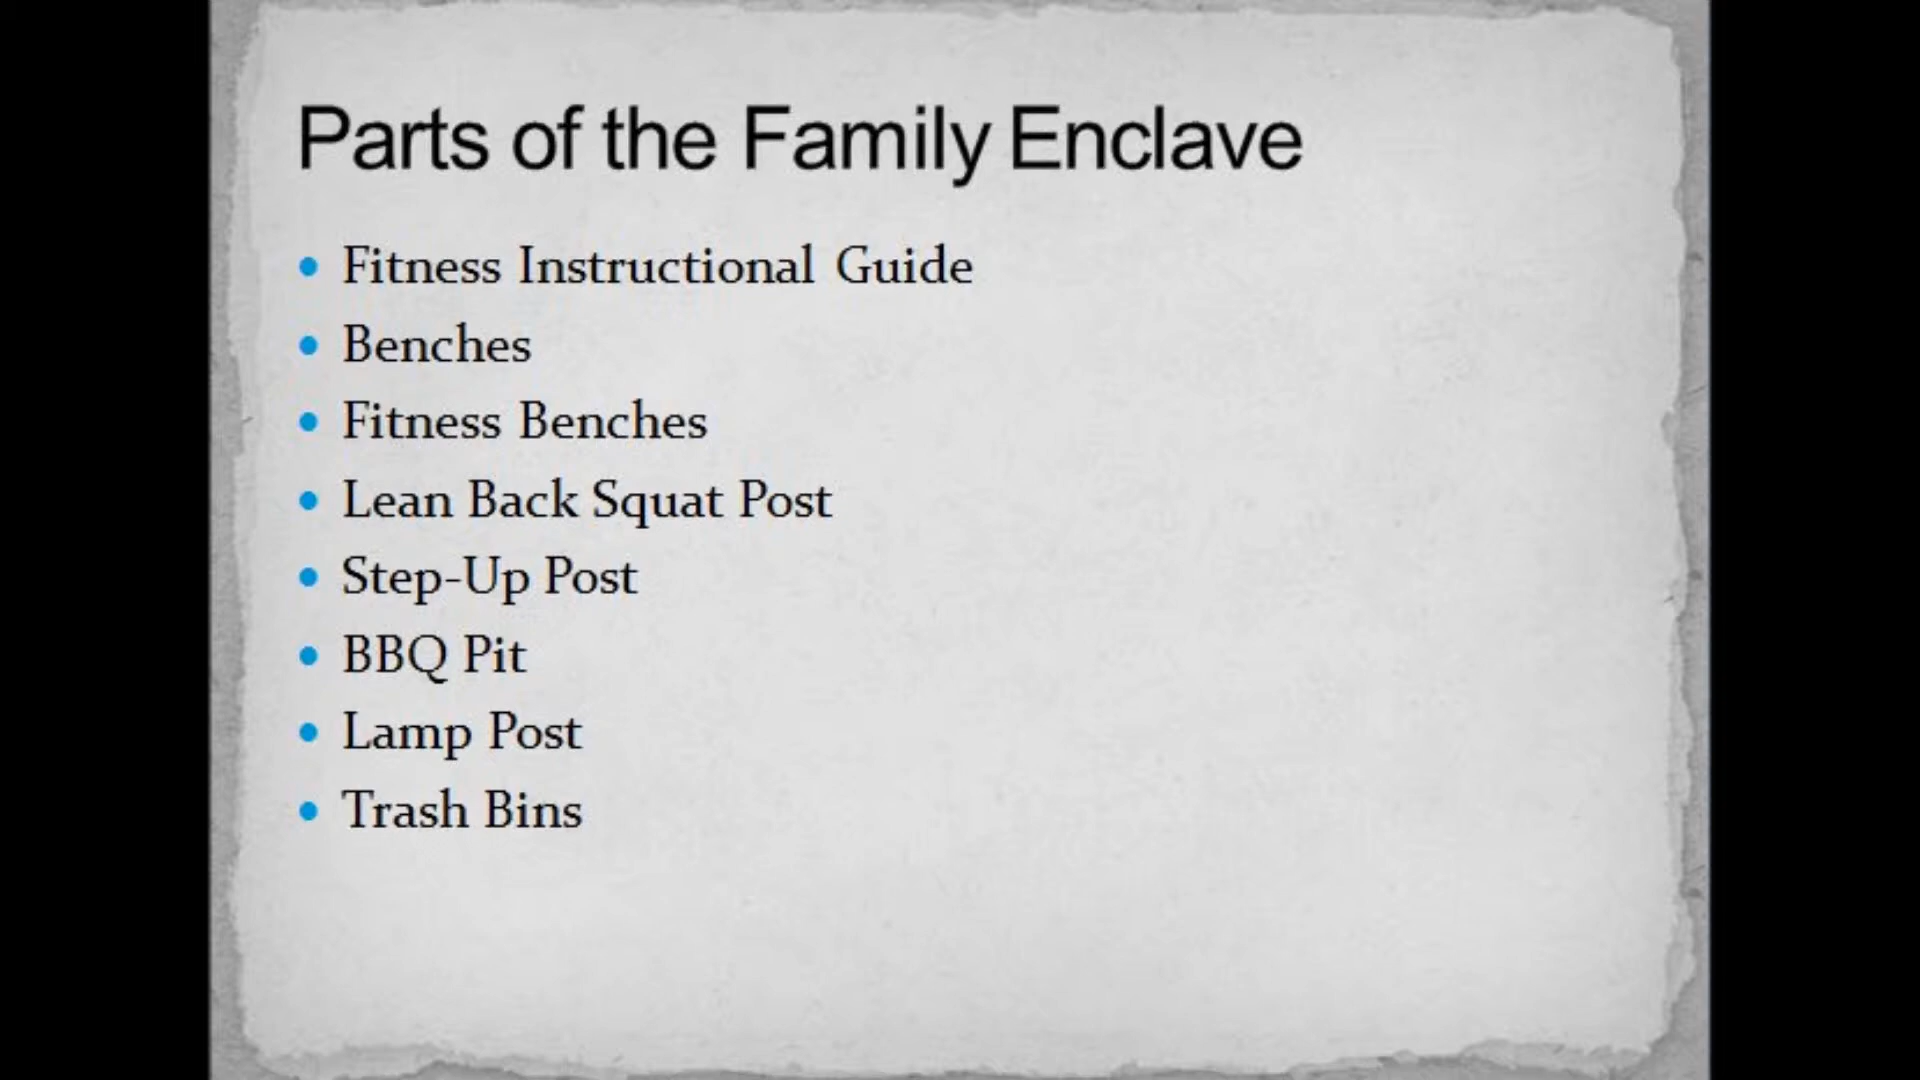 Parts of the Family Enclave
Fitness Instructional Guide
Benches
Fitness Benches
Lean Back Squat Post
Step-Up Post
BBQ Pit
Lamp Post
Trash Bins